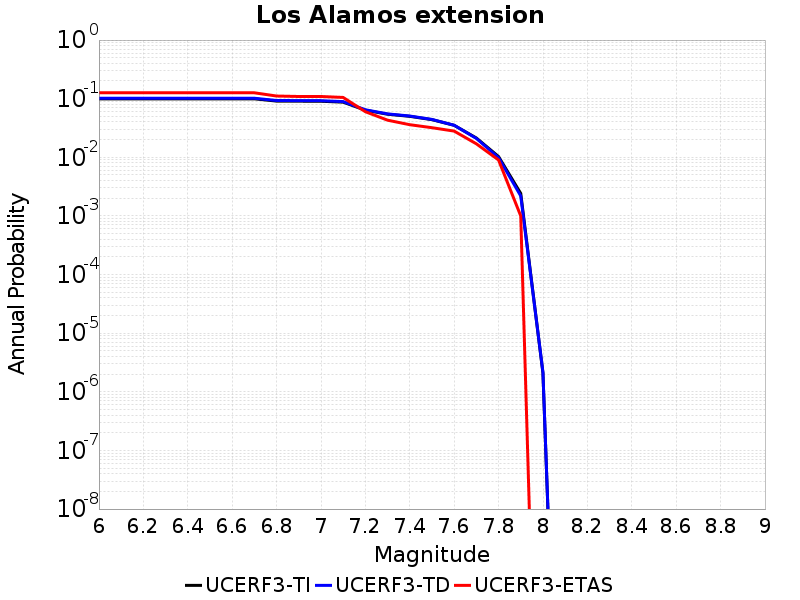 Los Alamos extension
10^0
10^-1
10^-2
10^-3
10^-4
10^-5
10^-6
10^-7
10^-8
Annual Probability
6 6.2 6.4 6.6 6.8 7 7.2 7.4 7.6 7.8 8 8.2 8.4 8.6 8.8 9
Magnitude
UCERF3-TI UCERF3-TD UCERF3-ETAS